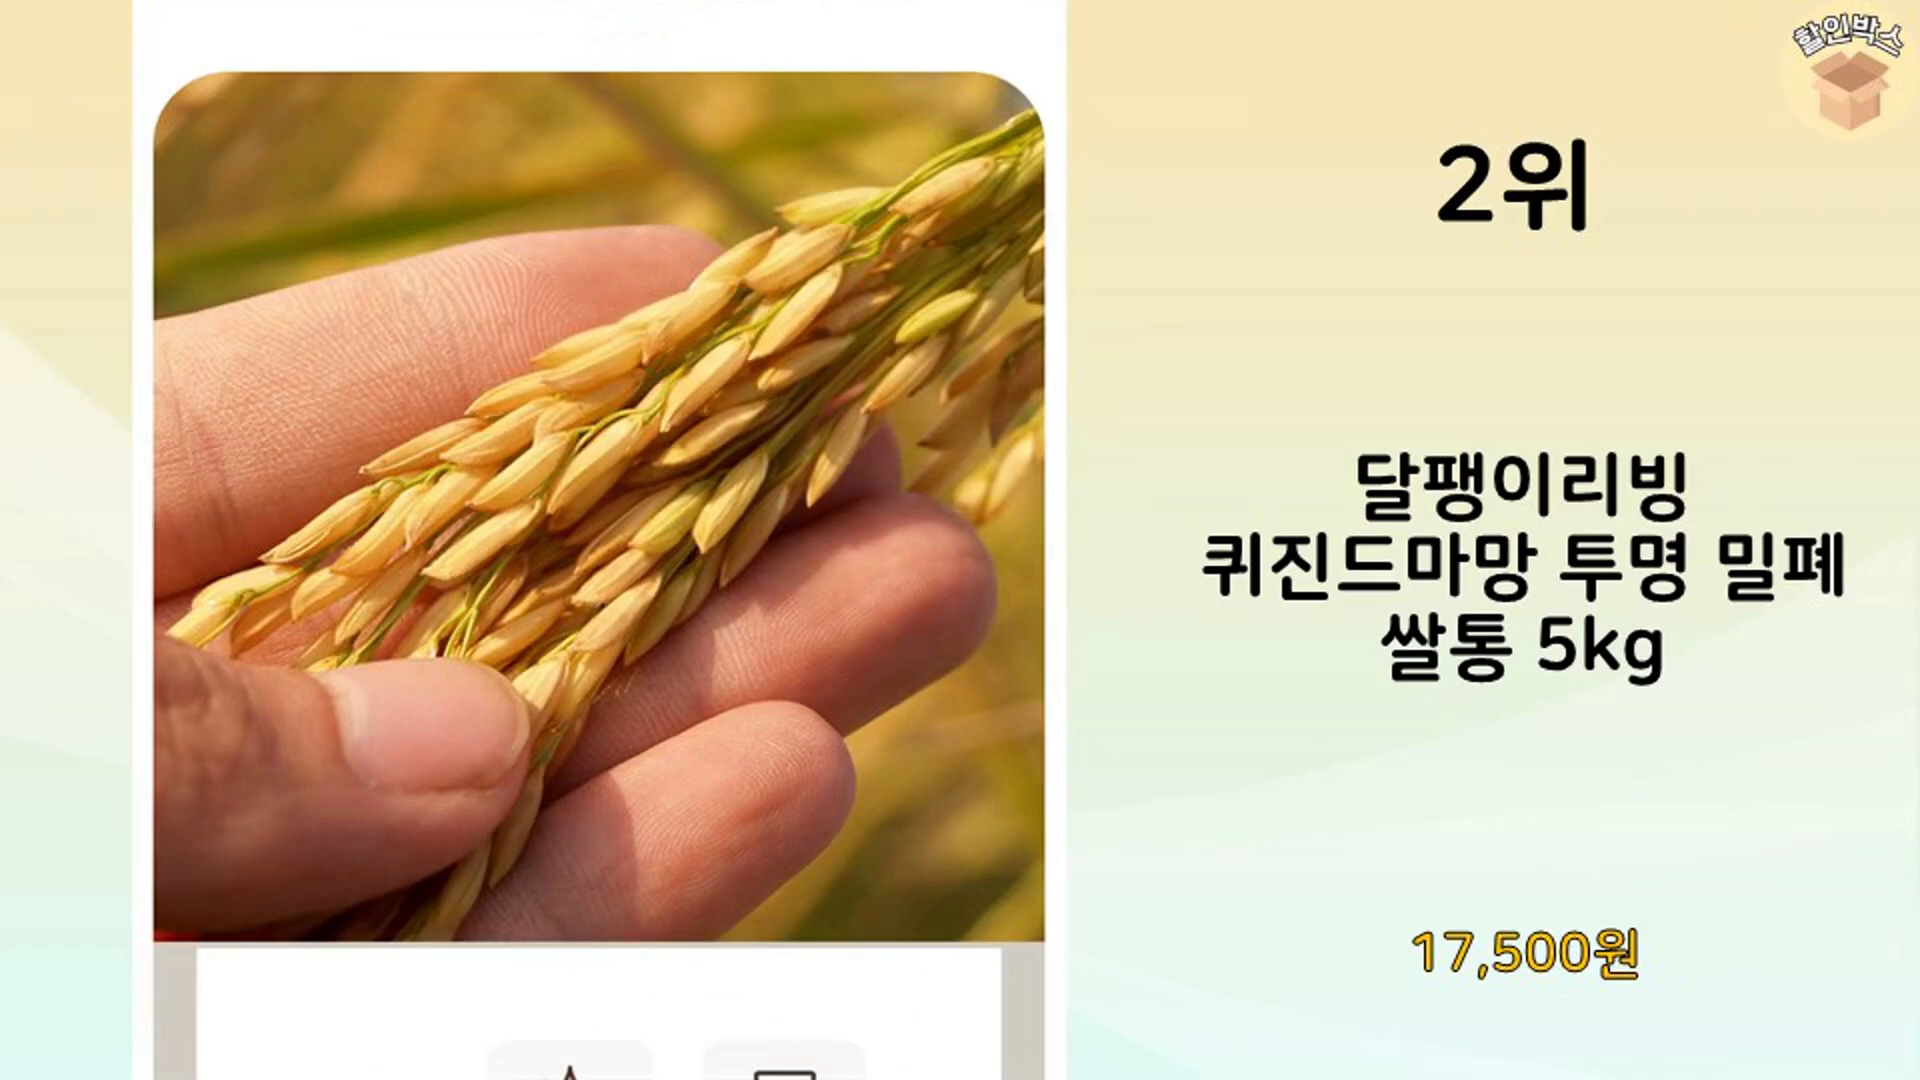 할인박스
2위
달팽이리빙
퀴진드마망 투명 밀폐
쌀통 5kg
17,500원